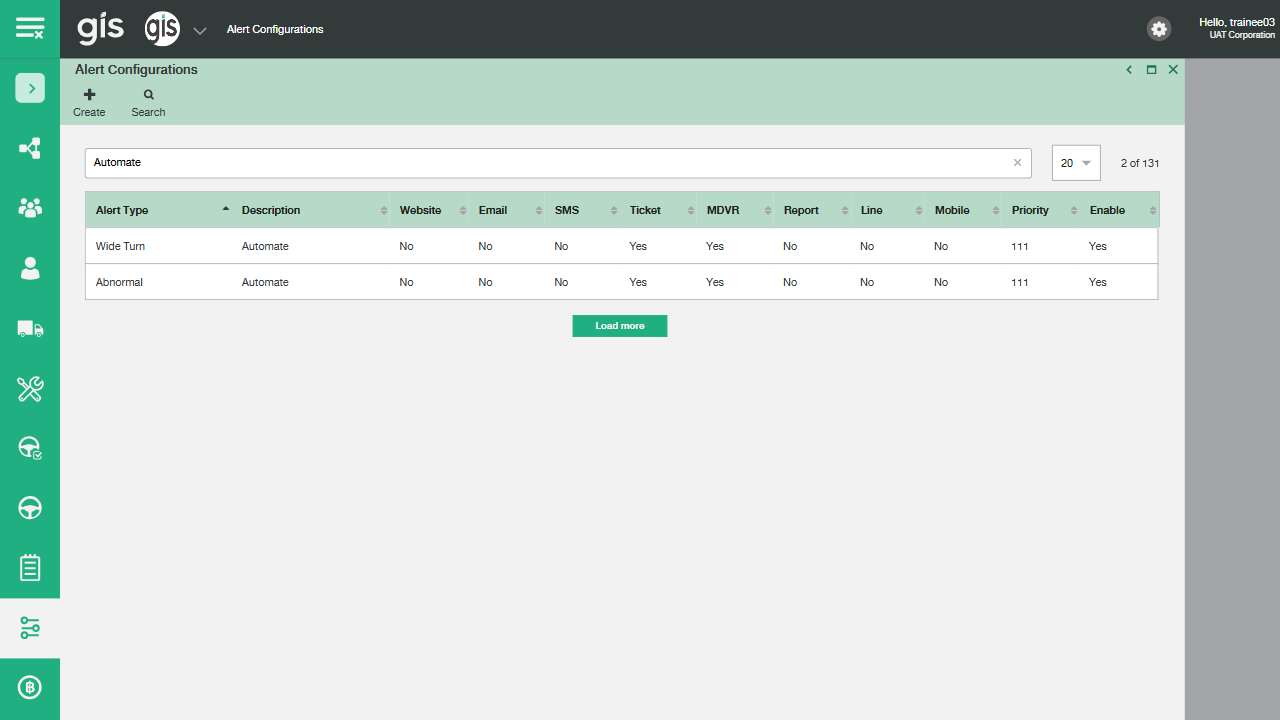 gis gis Alert Configurations Hello, trainee03
UAT Corporation
Alert Configurations
Create Search
Automate 20 2 of 131
Alert Type Description Website Email SMS Ticket MDVR Report Line Mobile Priority Enable
Wide Turn Automate No No No Yes Yes No No No 111 Yes
Abnormal Automate No No No Yes Yes No No No 111 Yes
Load more